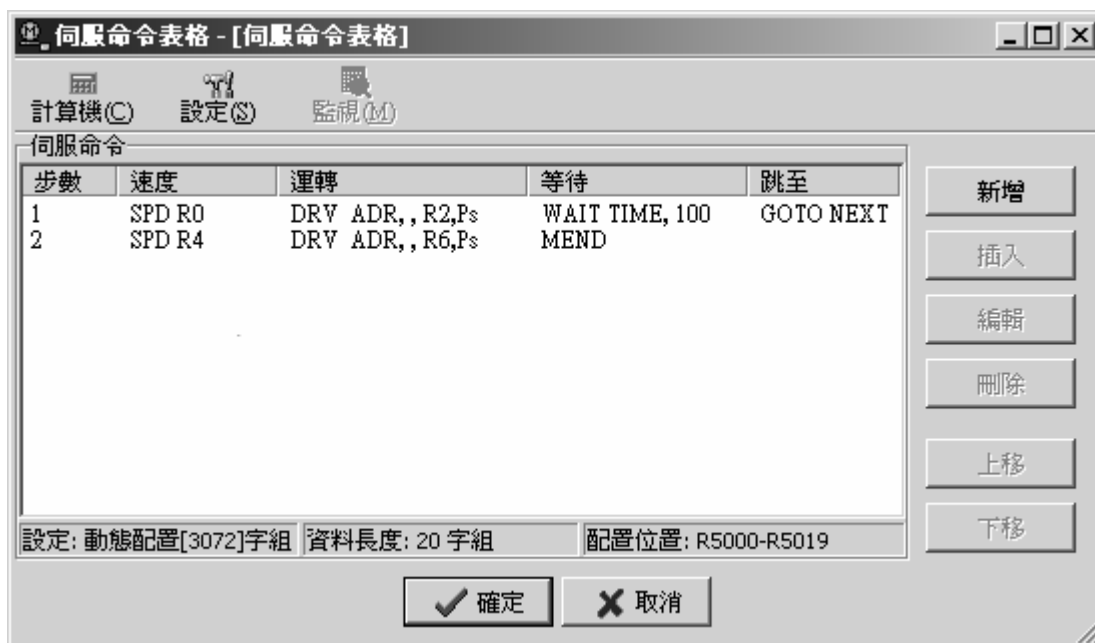 伺服命令表格 - [伺服命令表格]
計算機(C) 設定(S) 監視(M)
伺服命令
步數 速度 運轉 等待 跳至
1 SPD R0 DRV ADR, , R2,Ps WAIT TIME, 100 GOTO NEXT
2 SPD R4 DRV ADR, , R6,Ps MEND
新增
插入
編輯
刪除
上移
下移
設定: 動態配置[3072]字組 資料長度: 20 字組 配置位置: R5000-R5019
確定 取消